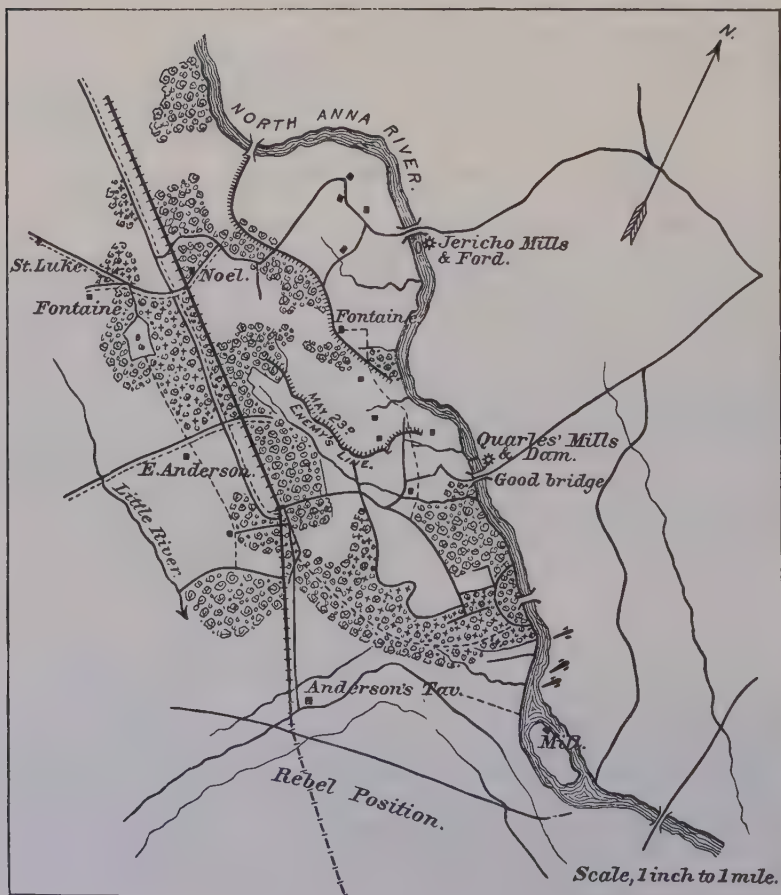 N.
NORTH ANNA RIVER.
Jericho Mills
& Ford.
St. Luke.
Noel.
Fontaine
Fontaine
MAY 23D
ENEMY'S LINE.
Quarles' Mills
& Dam.
Good bridge
E. Anderson.
Little River
Anderson's Tav.
Mill.
Rebel Position.
Scale, 1 inch to 1 mile.